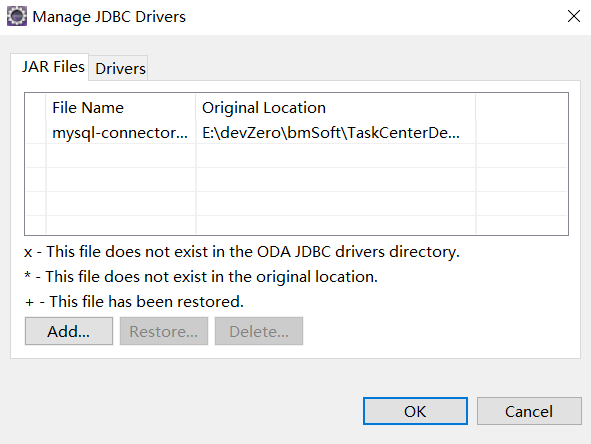 Manage JDBC Drivers
JAR Files Drivers
File Name Original Location
mysql-connector... E:\devZero\bmSoft\TaskCenterDe...
x - This file does not exist in the ODA JDBC drivers directory.
* - This file does not exist in the original location.
+ - This file has been restored.
Add... Restore... Delete...
OK Cancel